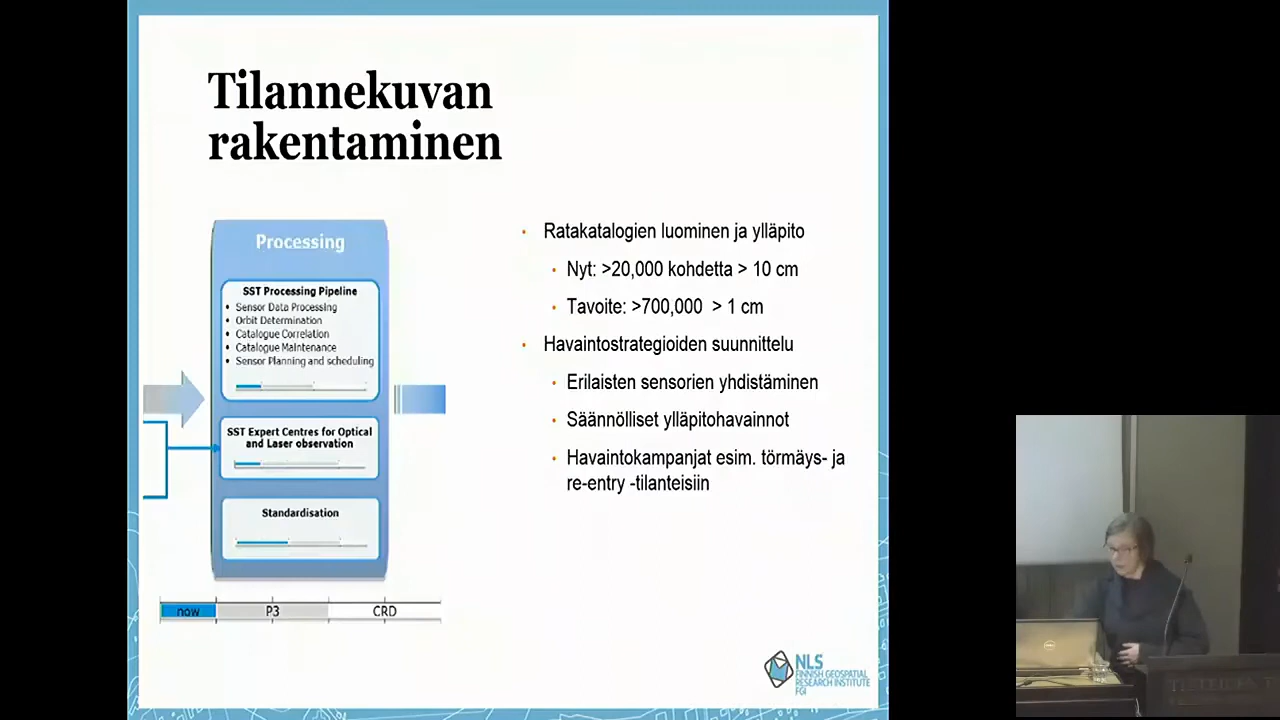 Tilannekuvan
rakentaminen
Processing
SST Processing Pipeline
• Sensor Data Processing
• Orbit Determination
• Catalogue Correlation
• Catalogue Maintenance
• Sensor Planning and scheduling
SST Expert Centres for Optical
and Laser observation
Standardisation
now P3 CRD
• Ratakatalogien luominen ja ylläpito
• Nyt: >20,000 kohdetta > 10 cm
• Tavoite: >700,000 > 1 cm
• Havaintostrategioiden suunnittelu
• Erilaisten sensorien yhdistäminen
• Säännölliset ylläpitohavainnot
• Havaintokampanjat esim. törmäys- ja
re-entry -tilanteisiin
NLS
FINNISH GEOSPATIAL
RESEARCH INSTITUTE
FGI